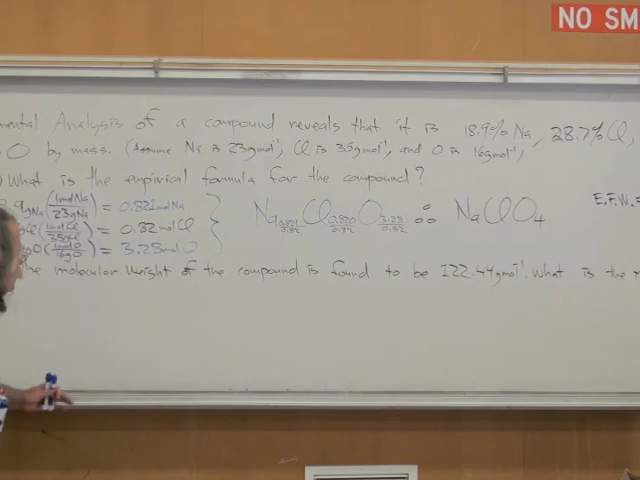 NO SM
mental Analysis of a compound reveals that it is 18.9% Na, 28.7% Cl,
O by mass. (Assume Na is 23gmol⁻¹, Cl is 35gmol⁻¹, and O is 16gmol⁻¹,
) What is the empirical formula for the compound?
9gNa (1molNa/23gNa) = 0.821molNa
gCl (1molCl/35gCl) = 0.82molCl
gO (1molO/16gO) = 3.28molO
Na 0.821/0.82 Cl 0.820/0.82 O 3.28/0.82 ∴ NaClO₄
E.F.W. =
The molecular weight of the compound is found to be 122.44gmol⁻¹. What is the